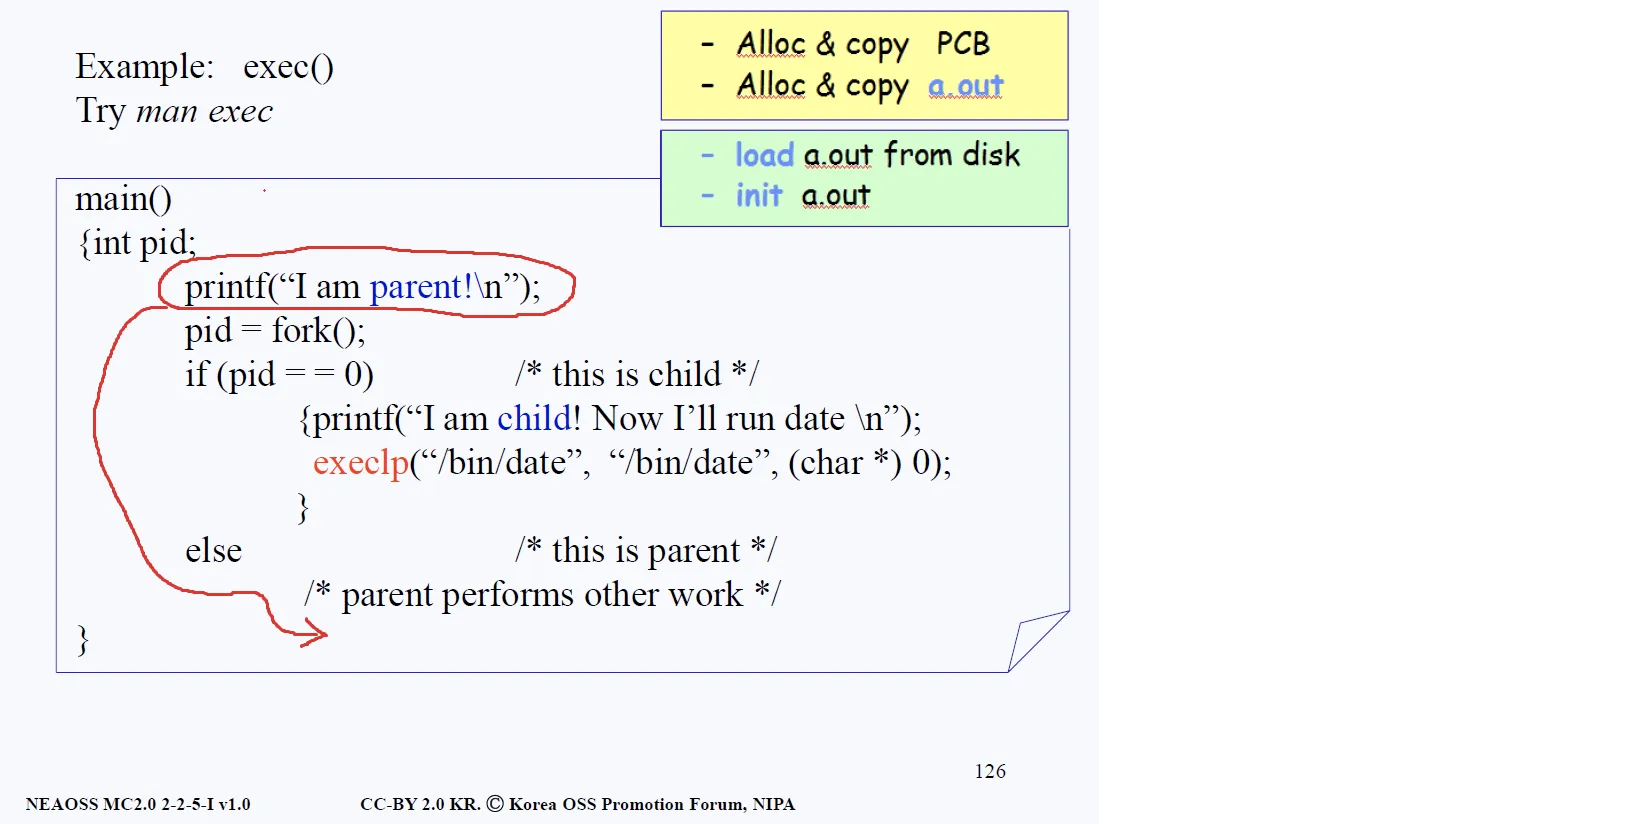 Example:   exec()
Try man exec
- Alloc & copy   PCB
- Alloc & copy  a.out
- load a.out from disk
- init  a.out
main()
{int pid;
printf(“I am parent!\n”);
pid = fork();
if (pid = = 0)               /* this is child */
{printf(“I am child! Now I’ll run date \n”);
execlp(“/bin/date”,  “/bin/date”, (char *) 0);
}
else                            /* this is parent */
/* parent performs other work */
}
126
NEAOSS MC2.0 2-2-5-I v1.0                CC-BY 2.0 KR. Ⓒ Korea OSS Promotion Forum, NIPA